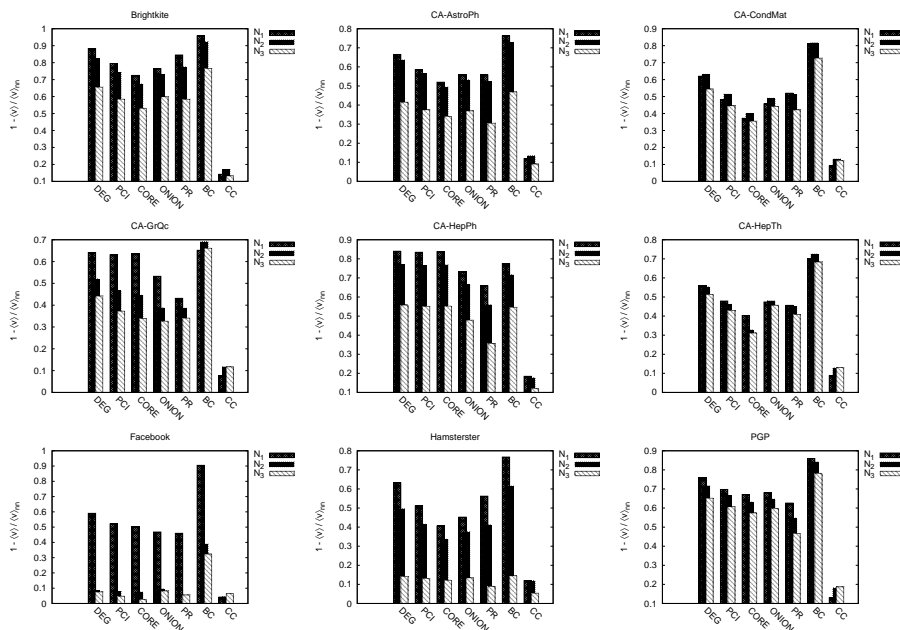 Brightkite
1 - ⟨v⟩ / ⟨v⟩nn
1
0.9
0.8
0.7
0.6
0.5
0.4
0.3
0.2
0.1
DEG PCI CORE ONION PR BC CC
N1
N2
N3
CA-AstroPh
1 - ⟨v⟩ / ⟨v⟩nn
0.8
0.7
0.6
0.5
0.4
0.3
0.2
0.1
0
DEG PCI CORE ONION PR BC CC
N1
N2
N3
CA-CondMat
1 - ⟨v⟩ / ⟨v⟩nn
0.9
0.8
0.7
0.6
0.5
0.4
0.3
0.2
0.1
0
DEG PCI CORE ONION PR BC CC
N1
N2
N3
CA-GrQc
1 - ⟨v⟩ / ⟨v⟩nn
0.7
0.6
0.5
0.4
0.3
0.2
0.1
0
DEG PCI CORE ONION PR BC CC
N1
N2
N3
CA-HepPh
1 - ⟨v⟩ / ⟨v⟩nn
0.9
0.8
0.7
0.6
0.5
0.4
0.3
0.2
0.1
DEG PCI CORE ONION PR BC CC
N1
N2
N3
CA-HepTh
1 - ⟨v⟩ / ⟨v⟩nn
0.8
0.7
0.6
0.5
0.4
0.3
0.2
0.1
0
DEG PCI CORE ONION PR BC CC
N1
N2
N3
Facebook
1 - ⟨v⟩ / ⟨v⟩nn
1
0.9
0.8
0.7
0.6
0.5
0.4
0.3
0.2
0.1
0
DEG PCI CORE ONION PR BC CC
N1
N2
N3
Hamsterster
1 - ⟨v⟩ / ⟨v⟩nn
0.8
0.7
0.6
0.5
0.4
0.3
0.2
0.1
0
DEG PCI CORE ONION PR BC CC
N1
N2
N3
PGP
1 - ⟨v⟩ / ⟨v⟩nn
0.9
0.8
0.7
0.6
0.5
0.4
0.3
0.2
0.1
DEG PCI CORE ONION PR BC CC
N1
N2
N3